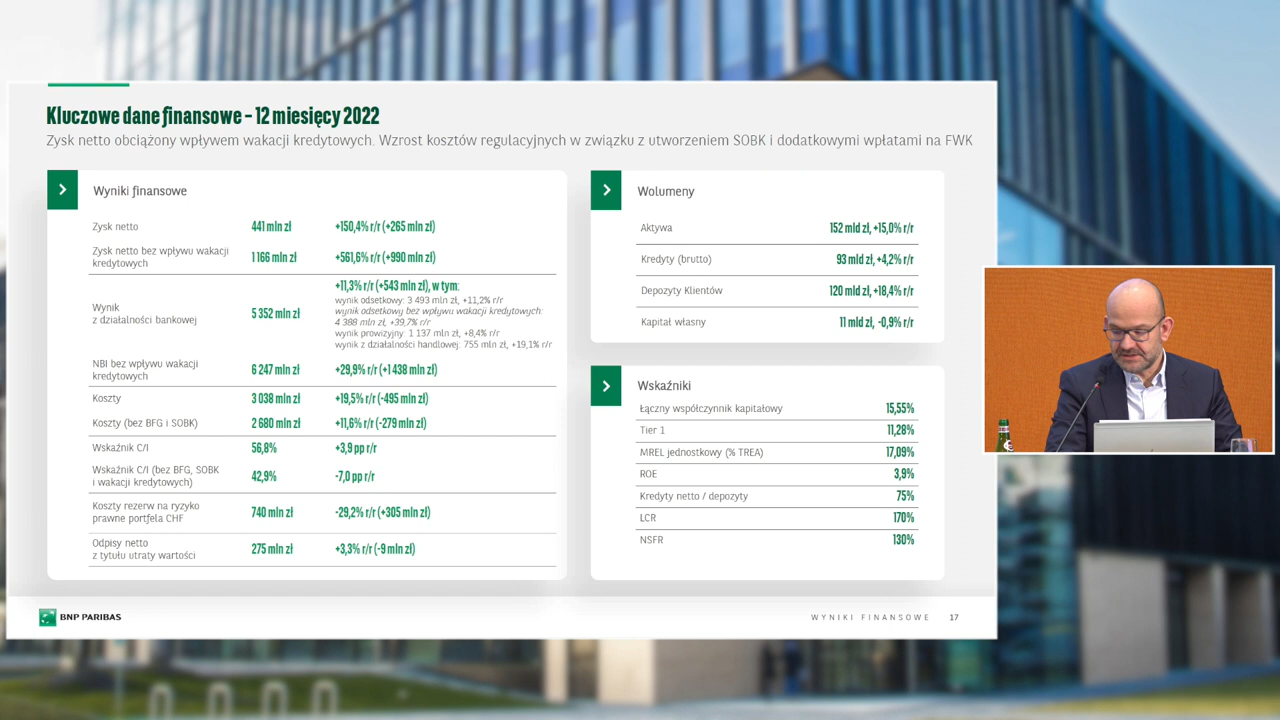 Kluczowe dane finansowe – 12 miesięcy 2022
Zysk netto obciążony wpływem wakacji kredytowych. Wzrost kosztów regulacyjnych w związku z utworzeniem SOBK i dodatkowymi wpłatami na FWK
Wyniki finansowe
Zysk netto 441 mln zł +150,4% r/r (+265 mln zł)
Zysk netto bez wpływu wakacji
kredytowych 1 166 mln zł +561,6% r/r (+990 mln zł)
+11,3% r/r (+543 mln zł), w tym:
wynik odsetkowy: 3 493 mln zł, +11,2% r/r
Wynik
z działalności bankowej 5 352 mln zł
wynik odsetkowy bez wpływu wakacji kredytowych:
4 388 mln zł, +39,7% r/r
wynik prowizyjny: 1 137 mln zł, +8,4% r/r
wynik z działalności handlowej: 755 mln zł, +19,1% r/r
NBI bez wpływu wakacji
kredytowych 6 247 mln zł +29,9% r/r (+1 438 mln zł)
Koszty 3 038 mln zł +19,5% r/r (-495 mln zł)
Koszty (bez BFG i SOBK) 2 680 mln zł +11,6% r/r (-279 mln zł)
Wskaźnik C/I 56,8% +3,9 pp r/r
Wskaźnik C/I (bez BFG, SOBK
i wakacji kredytowych) 42,9% -7,0 pp r/r
Koszty rezerw na ryzyko
prawne portfela CHF 740 mln zł -29,2% r/r (+305 mln zł)
Odpisy netto
z tytułu utraty wartości 275 mln zł +3,3% r/r (-9 mln zł)
Wolumeny
Aktywa 152 mld zł, +15,0% r/r
Kredyty (brutto) 93 mld zł, +4,2% r/r
Depozyty Klientów 120 mld zł, +18,4% r/r
Kapitał własny 11 mld zł, -0,9% r/r
Wskaźniki
Łączny współczynnik kapitałowy 15,55%
Tier 1 11,28%
MREL jednostkowy (% TREA) 17,09%
ROE 3,9%
Kredyty netto / depozyty 75%
LCR 170%
NSFR 130%
BNP PARIBAS
WYNIKI FINANSOWE 17